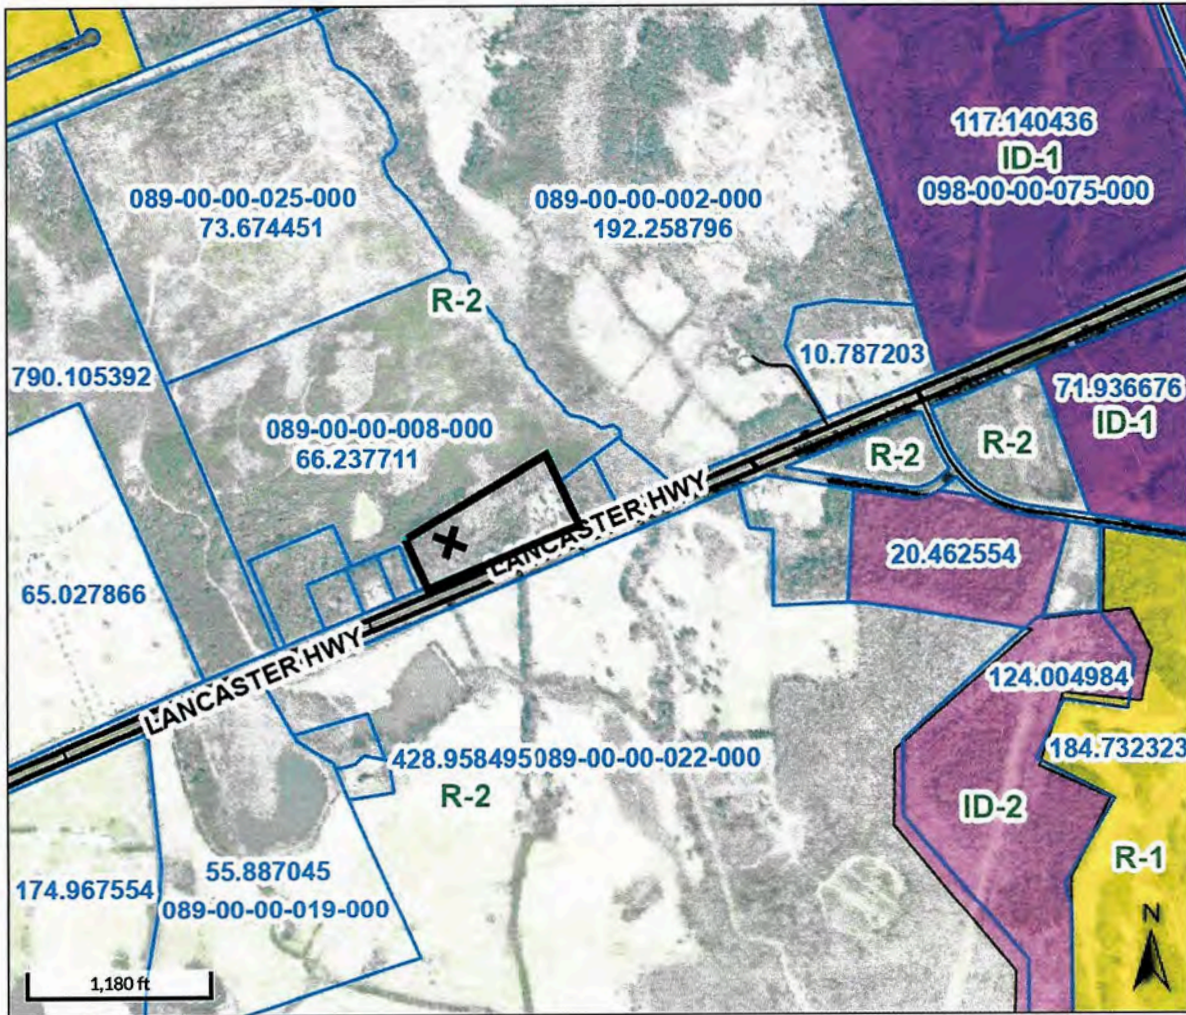 117.140436
ID-1
098-00-00-075-000
089-00-00-025-000
73.674451
089-00-00-002-000
192.258796
R-2
10.787203
790.105392
71.936676
ID-1
089-00-00-008-000
66.237711
R-2
R-2
LANCASTER HWY
20.462554
65.027866
LANCASTER HWY
124.004984
428.958495089-00-00-022-000
184.732323
R-2
ID-2
R-1
55.887045
174.967554
089-00-00-019-000
N
1,180 ft